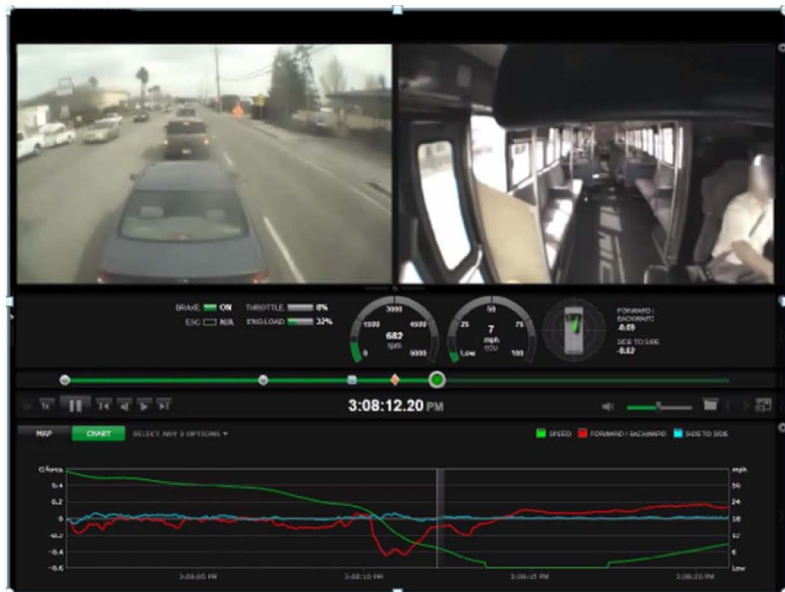 BRAKE ON THROTTLE 0%
ESC N/A ENG LOAD 32%
3000
1500 4500
682
rpm
0 6000
50
25 75
7
mph
ECU
Low 100
FORWARD /
BACKWARD
-0.09
SIDE TO SIDE
-0.02
1x
3:08:12.20 PM
MAP CHART SELECT ANY 3 OPTIONS
SPEED FORWARD / BACKWARD SIDE TO SIDE
G force mph
0.4
0.2 24
0 18
-0.2 12
-0.4 6
-0.6 Low
3:08:05 PM 3:08:10 PM 3:08:15 PM 3:08:20 PM